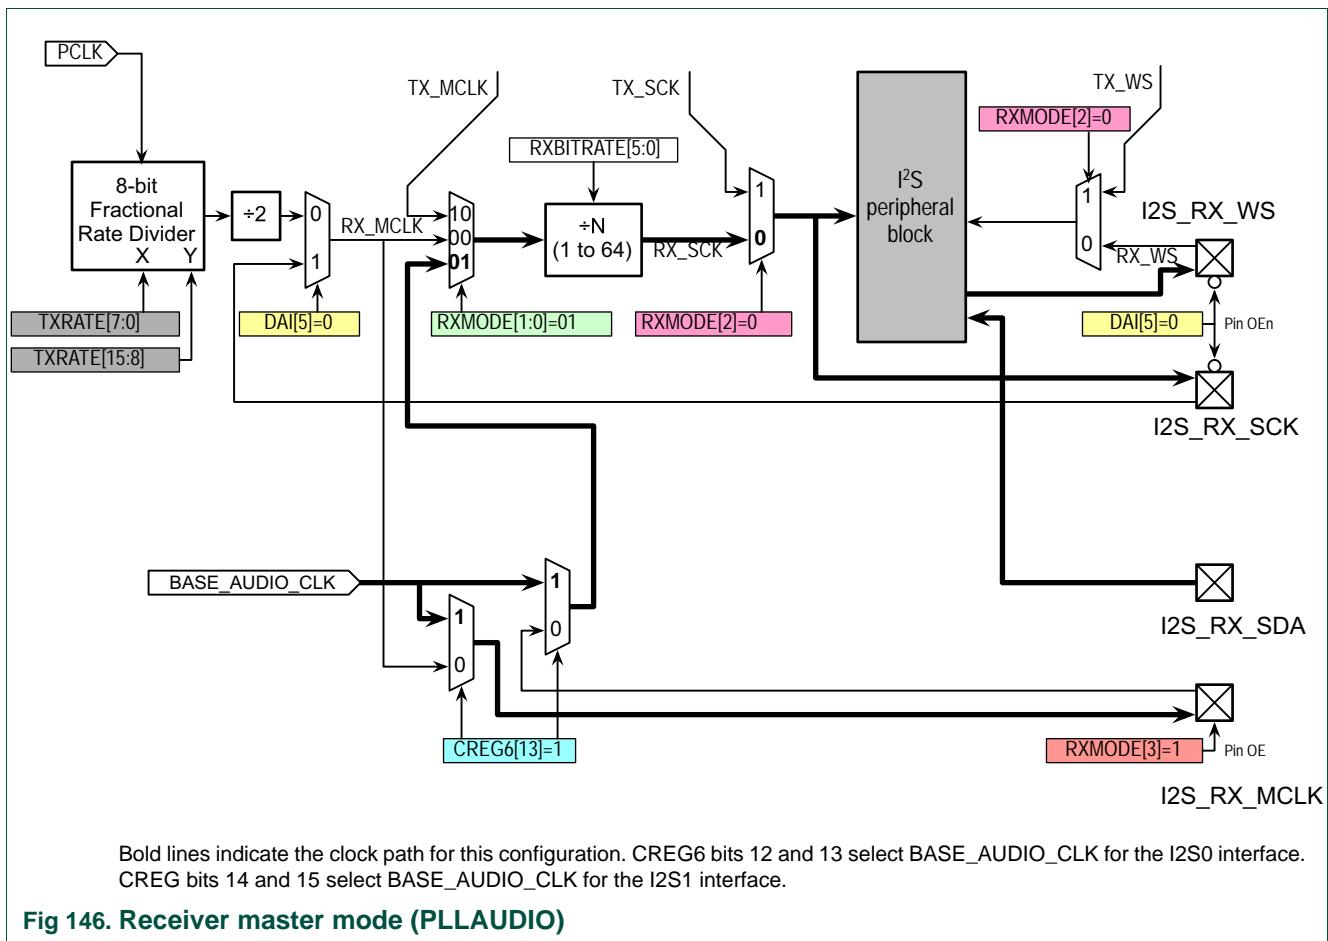 PCLK
TX_MCLK
TX_SCK
TX_WS
RXMODE[2]=0
RXBITRATE[5:0]
8-bit
Fractional
Rate Divider
X Y
÷2
0
1
RX_MCLK
10
00
01
÷N
(1 to 64)
RX_SCK
1
0
I2S
peripheral
block
1
0
I2S_RX_WS
RX_WS
TXRATE[7:0]
DAI[5]=0
RXMODE[1:0]=01
RXMODE[2]=0
DAI[5]=0
Pin OEn
TXRATE[15:8]
I2S_RX_SCK
BASE_AUDIO_CLK
1
0
1
0
I2S_RX_SDA
CREG6[13]=1
RXMODE[3]=1
Pin OE
I2S_RX_MCLK
Bold lines indicate the clock path for this configuration. CREG6 bits 12 and 13 select BASE_AUDIO_CLK for the I2S0 interface.
CREG bits 14 and 15 select BASE_AUDIO_CLK for the I2S1 interface.
Fig 146. Receiver master mode (PLLAUDIO)